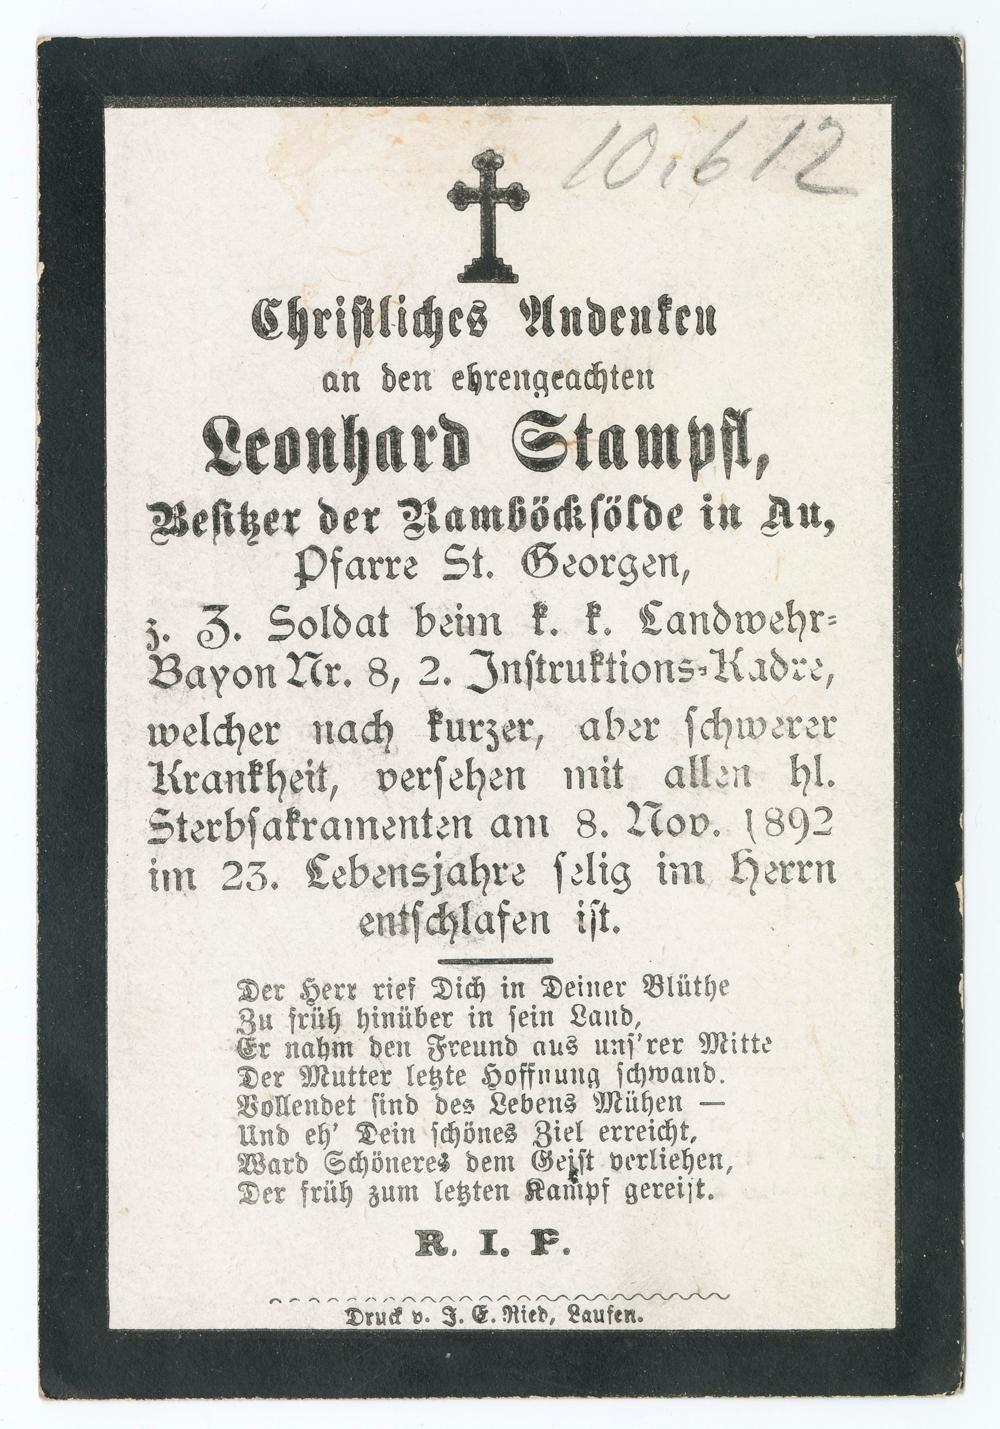 10.612
Christliches Andenken
an den ehrengeachten
Leonhard Stampfl,
Besitzer der Ramböcksölde in Au,
Pfarre St. Georgen,
z. Z. Soldat beim k. k. Landwehr-
Bayon Nr. 8, 2. Instruktions-Kadre,
welcher nach kurzer, aber schwerer
Krankheit, versehen mit allen hl.
Sterbsakramenten am 8. Nov. 1892
im 23. Lebensjahre selig im Herrn
entschlafen ist.
Der Herr rief Dich in Deiner Blüthe
Zu früh hinüber in sein Land,
Er nahm den Freund aus uns'rer Mitte
Der Mutter letzte Hoffnung schwand.
Vollendet sind des Lebens Mühen —
Und eh' Dein schönes Ziel erreicht,
Ward Schöneres dem Geist verliehen,
Der früh zum letzten Kampf gereist.
R. I. P.
Druck v. J. E. Ried, Laufen.